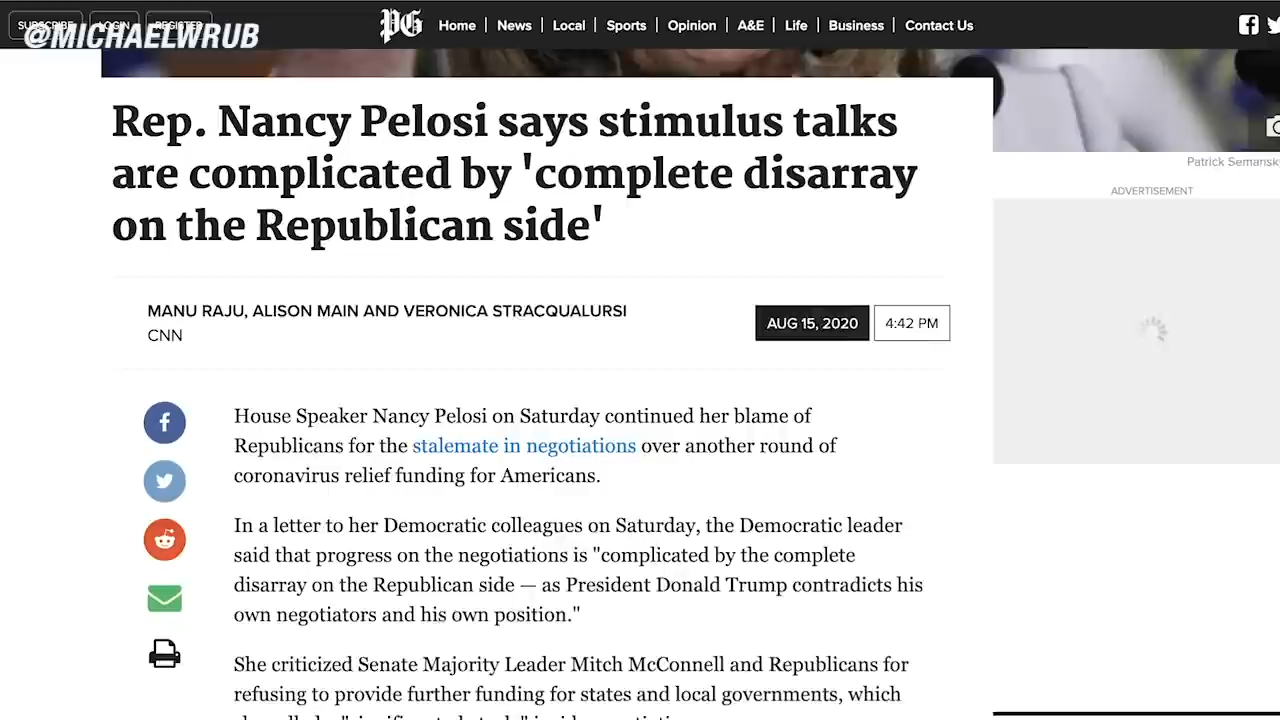 SUBSCRIBE LOGIN REGISTER
@MICHAELWRUB
PG Home News Local Sports Opinion A&E Life Business Contact Us
Patrick Semansk
ADVERTISEMENT
Rep. Nancy Pelosi says stimulus talks
are complicated by 'complete disarray
on the Republican side'
MANU RAJU, ALISON MAIN AND VERONICA STRACQUALURSI
CNN
AUG 15, 2020 4:42 PM
House Speaker Nancy Pelosi on Saturday continued her blame of
Republicans for the stalemate in negotiations over another round of
coronavirus relief funding for Americans.
In a letter to her Democratic colleagues on Saturday, the Democratic leader
said that progress on the negotiations is "complicated by the complete
disarray on the Republican side — as President Donald Trump contradicts his
own negotiators and his own position."
She criticized Senate Majority Leader Mitch McConnell and Republicans for
refusing to provide further funding for states and local governments, which